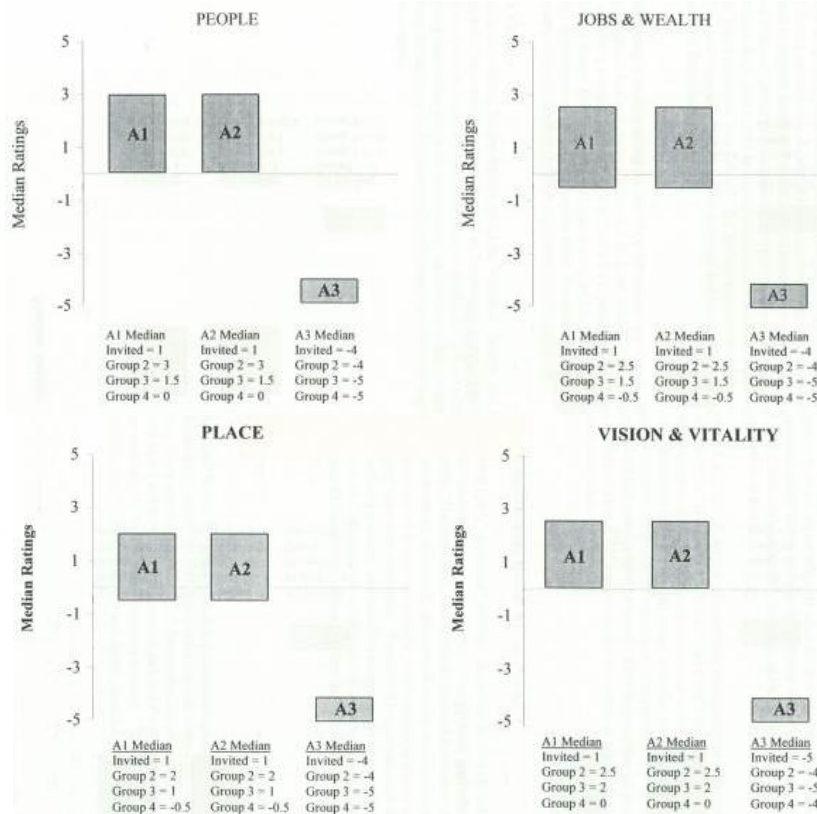 PEOPLE
5
3
1
-1
-3
-5
Median Ratings
A1
A2
A3
A1 Median
Invited = 1
Group 2 = 3
Group 3 = 1.5
Group 4 = 0
A2 Median
Invited = 1
Group 2 = 3
Group 3 = 1.5
Group 4 = 0
A3 Median
Invited = -4
Group 2 = -4
Group 3 = -5
Group 4 = -5
JOBS & WEALTH
5
3
1
-1
-3
-5
Median Ratings
A1
A2
A3
A1 Median
Invited = 1
Group 2 = 2.5
Group 3 = 1.5
Group 4 = -0.5
A2 Median
Invited = 1
Group 2 = 2.5
Group 3 = 1.5
Group 4 = -0.5
A3 Median
Invited = -4
Group 2 = -4
Group 3 = -5
Group 4 = -5
PLACE
5
3
1
-1
-3
-5
Median Ratings
A1
A2
A3
A1 Median
Invited = 1
Group 2 = 2
Group 3 = 1
Group 4 = -0.5
A2 Median
Invited = 1
Group 2 = 2
Group 3 = 1
Group 4 = -0.5
A3 Median
Invited = -4
Group 2 = -4
Group 3 = -5
Group 4 = -5
VISION & VITALITY
5
3
1
-1
-3
-5
Median Ratings
A1
A2
A3
A1 Median
Invited = 1
Group 2 = 2.5
Group 3 = 2
Group 4 = 0
A2 Median
Invited = 1
Group 2 = 2.5
Group 3 = 2
Group 4 = 0
A3 Median
Invited = -5
Group 2 = -4
Group 3 = -5
Group 4 = -4